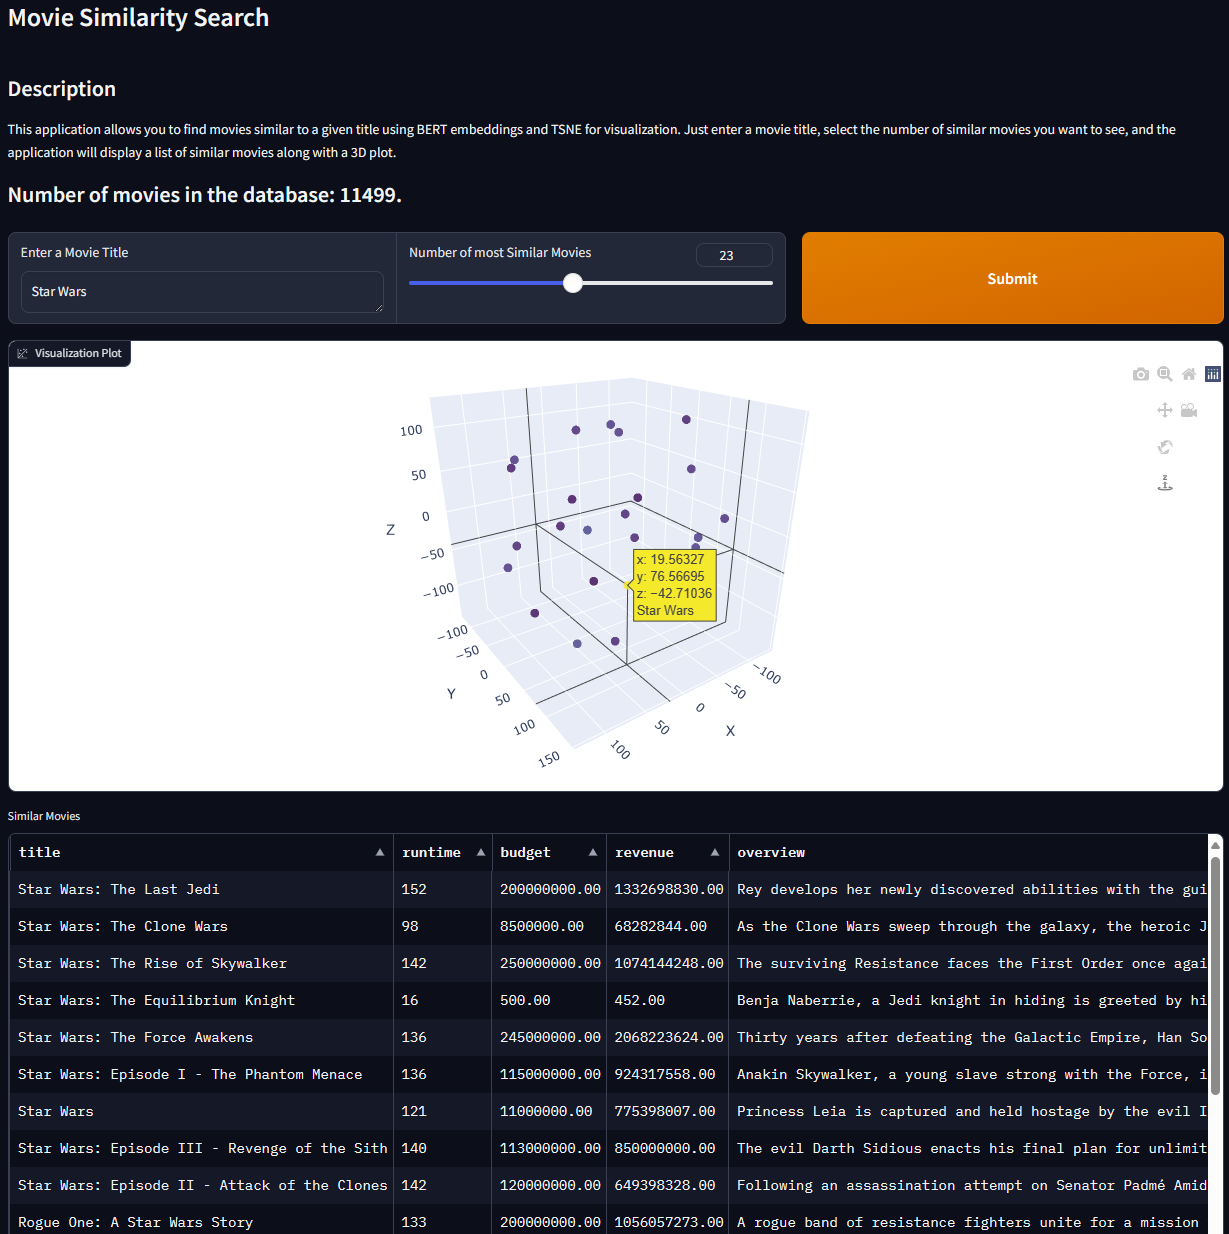 Movie Similarity Search
Description
This application allows you to find movies similar to a given title using BERT embeddings and TSNE for visualization. Just enter a movie title, select the number of similar movies you want to see, and the
application will display a list of similar movies along with a 3D plot.
Number of movies in the database: 11499.
Enter a Movie Title
Star Wars
Number of most Similar Movies
23
Submit
Visualization Plot
100
50
0
−50
−100
Z
−100
−50
0
50
100
150
Y
100
50
0
−50
−100
X
x: 19.56327
y: 76.56695
z: −42.71036
Star Wars
z
Similar Movies
title runtime budget revenue overview
Star Wars: The Last Jedi 152 200000000.00 1332698830.00 Rey develops her newly discovered abilities with the gui
Star Wars: The Clone Wars 98 8500000.00 68282844.00 As the Clone Wars sweep through the galaxy, the heroic J
Star Wars: The Rise of Skywalker 142 250000000.00 1074144248.00 The surviving Resistance faces the First Order once agai
Star Wars: The Equilibrium Knight 16 500.00 452.00 Benja Naberrie, a Jedi knight in hiding is greeted by hi
Star Wars: The Force Awakens 136 245000000.00 2068223624.00 Thirty years after defeating the Galactic Empire, Han So
Star Wars: Episode I - The Phantom Menace 136 115000000.00 924317558.00 Anakin Skywalker, a young slave strong with the Force, i
Star Wars 121 11000000.00 775398007.00 Princess Leia is captured and held hostage by the evil I
Star Wars: Episode III - Revenge of the Sith 140 113000000.00 850000000.00 The evil Darth Sidious enacts his final plan for unlimit
Star Wars: Episode II - Attack of the Clones 142 120000000.00 649398328.00 Following an assassination attempt on Senator Padmé Amid
Rogue One: A Star Wars Story 133 200000000.00 1056057273.00 A rogue band of resistance fighters unite for a mission